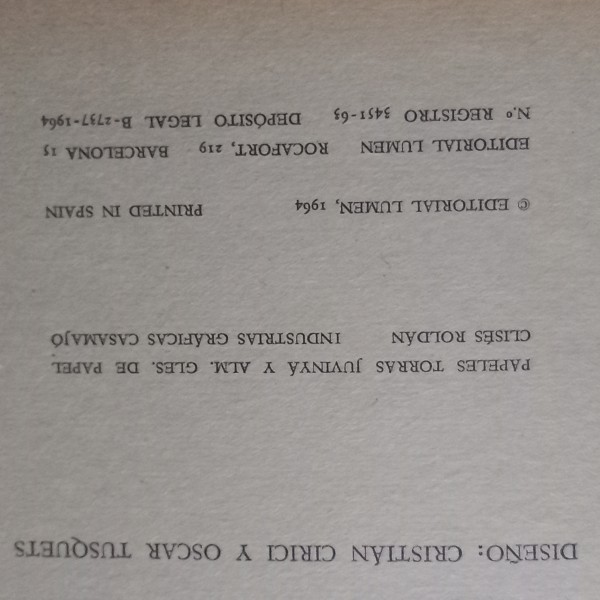 DISEÑO: CRISTIÁN CIRICI Y OSCAR TUSQUETS
PAPELES TORRAS JUVINYÁ Y ALM. GLES. DE PAPEL
CLISÉS ROLDÁN INDUSTRIAS GRÁFICAS CASAMAJÓ
© EDITORIAL LUMEN, 1964 PRINTED IN SPAIN
EDITORIAL LUMEN ROCAFORT, 219 BARCELONA 15
N.º REGISTRO 3451-63 DEPÓSITO LEGAL B-2737-1964